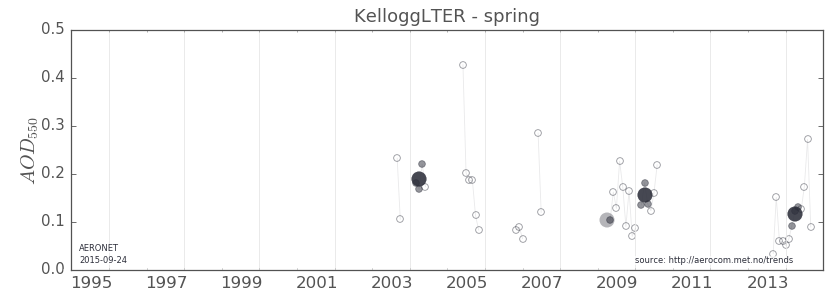 KelloggLTER - spring
0.5
0.4
0.3
0.2
0.1
0.0
AOD550
AERONET
2015-09-24
source: http://aerocom.met.no/trends
1995 1997 1999 2001 2003 2005 2007 2009 2011 2013